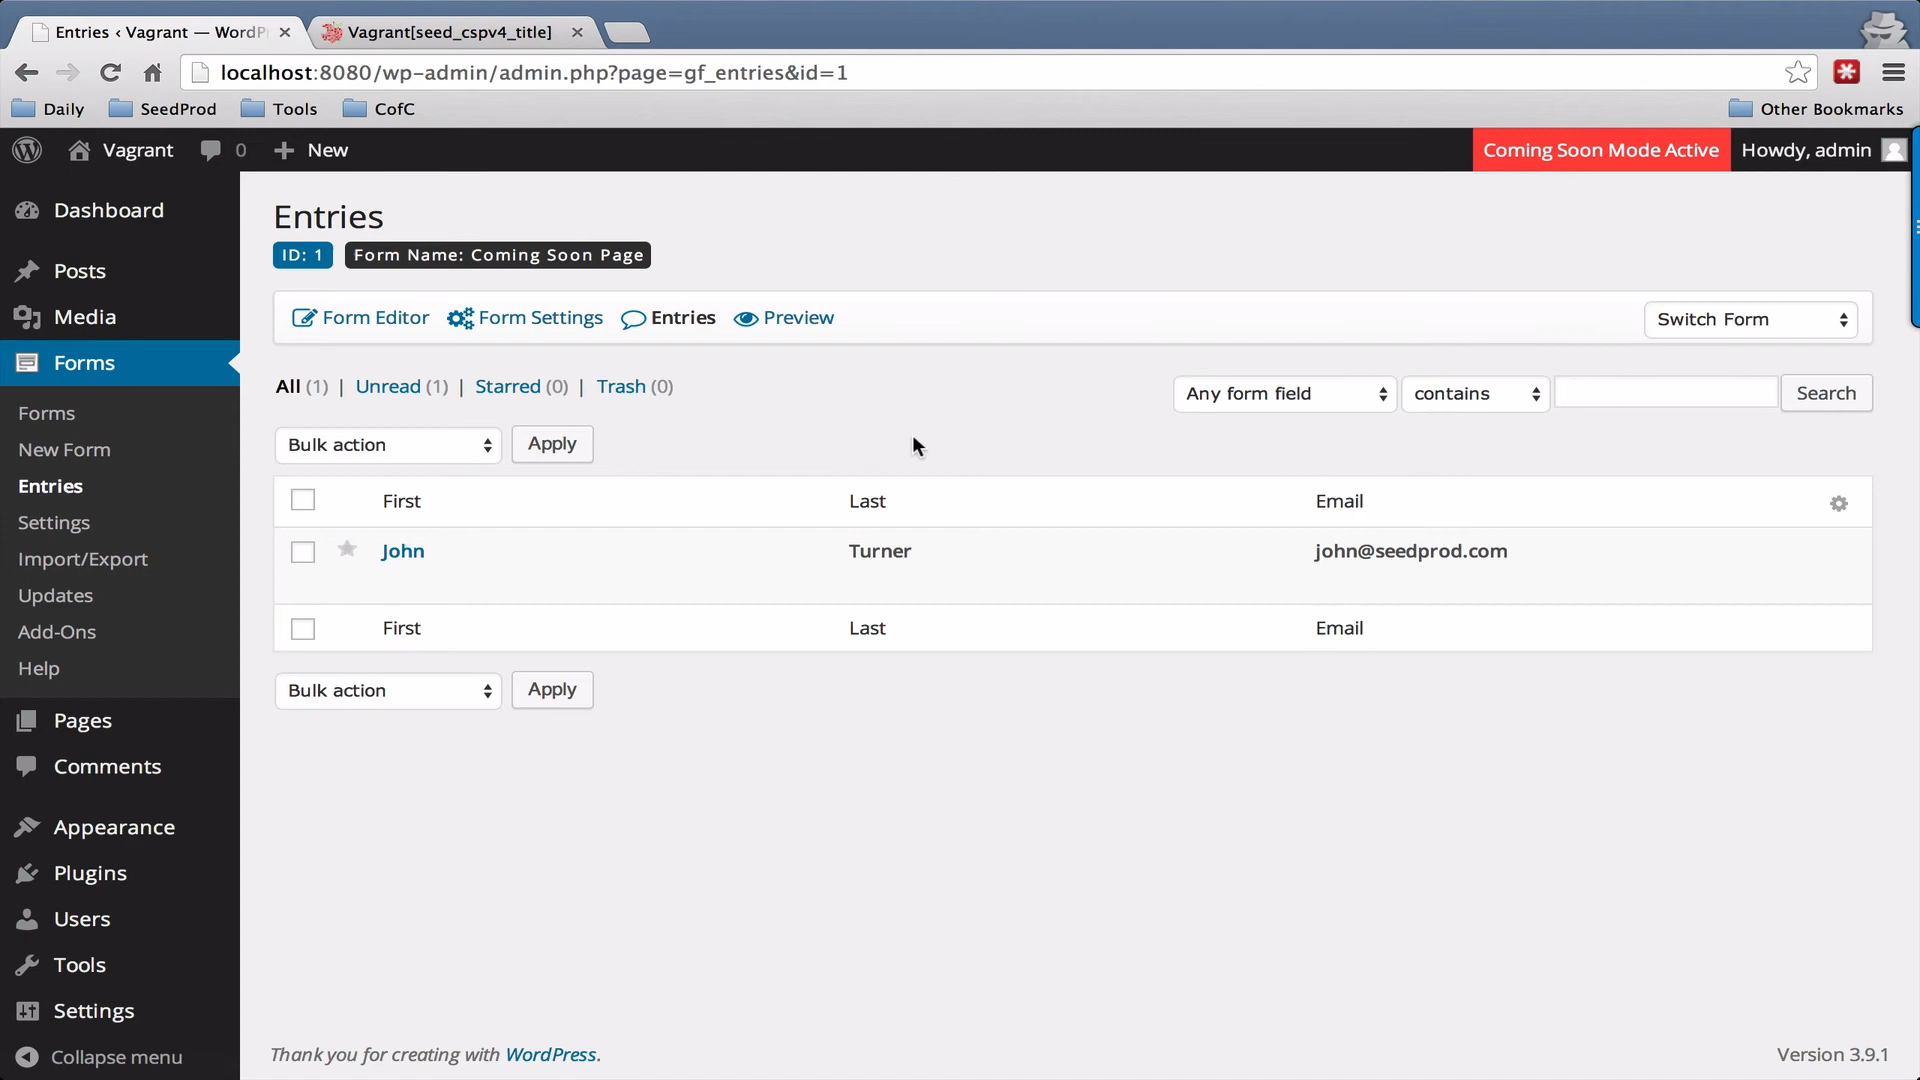 Entries ‹ Vagrant — WordP
Vagrant[seed_cspv4_title]
localhost:8080/wp-admin/admin.php?page=gf_entries&id=1
Daily SeedProd Tools CofC Other Bookmarks
Vagrant 0 New Coming Soon Mode Active Howdy, admin
Dashboard
Posts
Media
Forms
Forms
New Form
Entries
Settings
Import/Export
Updates
Add-Ons
Help
Pages
Comments
Appearance
Plugins
Users
Tools
Settings
Collapse menu
Entries
ID: 1 Form Name: Coming Soon Page
Form Editor Form Settings Entries Preview Switch Form
All (1) | Unread (1) | Starred (0) | Trash (0)
Any form field contains Search
Bulk action Apply
First Last Email
John Turner john@seedprod.com
First Last Email
Bulk action Apply
Thank you for creating with WordPress. Version 3.9.1